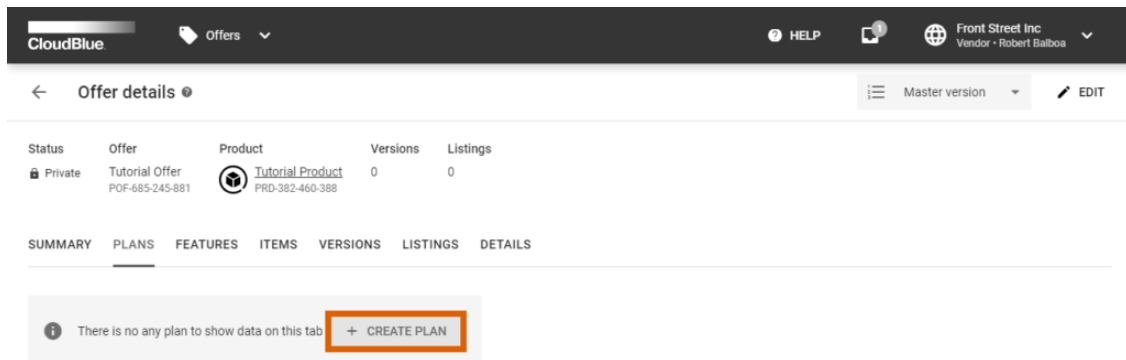 CloudBlue
Offers
HELP
1
Front Street Inc
Vendor • Robert Balboa
Offer details
Master version
EDIT
Status Offer Product Versions Listings
Private Tutorial Offer Tutorial Product 0 0
POF-685-245-881 PRD-382-460-388
SUMMARY PLANS FEATURES ITEMS VERSIONS LISTINGS DETAILS
There is no any plan to show data on this tab + CREATE PLAN